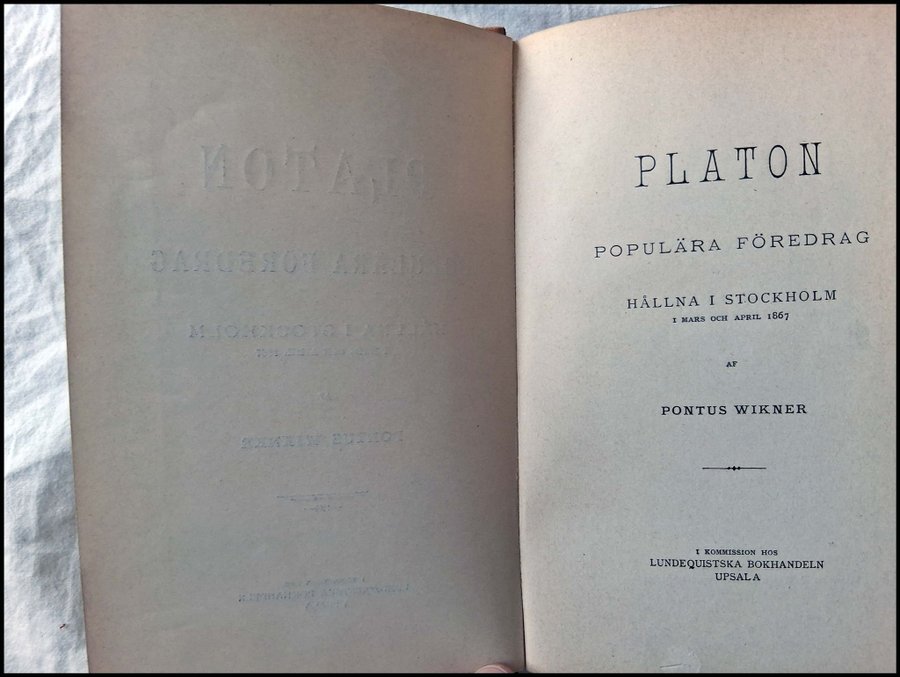 PLATON
POPULÄRA FÖREDRAG
HÅLLNA I STOCKHOLM
I MARS OCH APRIL 1867
AF
PONTUS WIKNER
I KOMMISSION HOS
LUNDEQUISTSKA BOKHANDELN
UPSALA